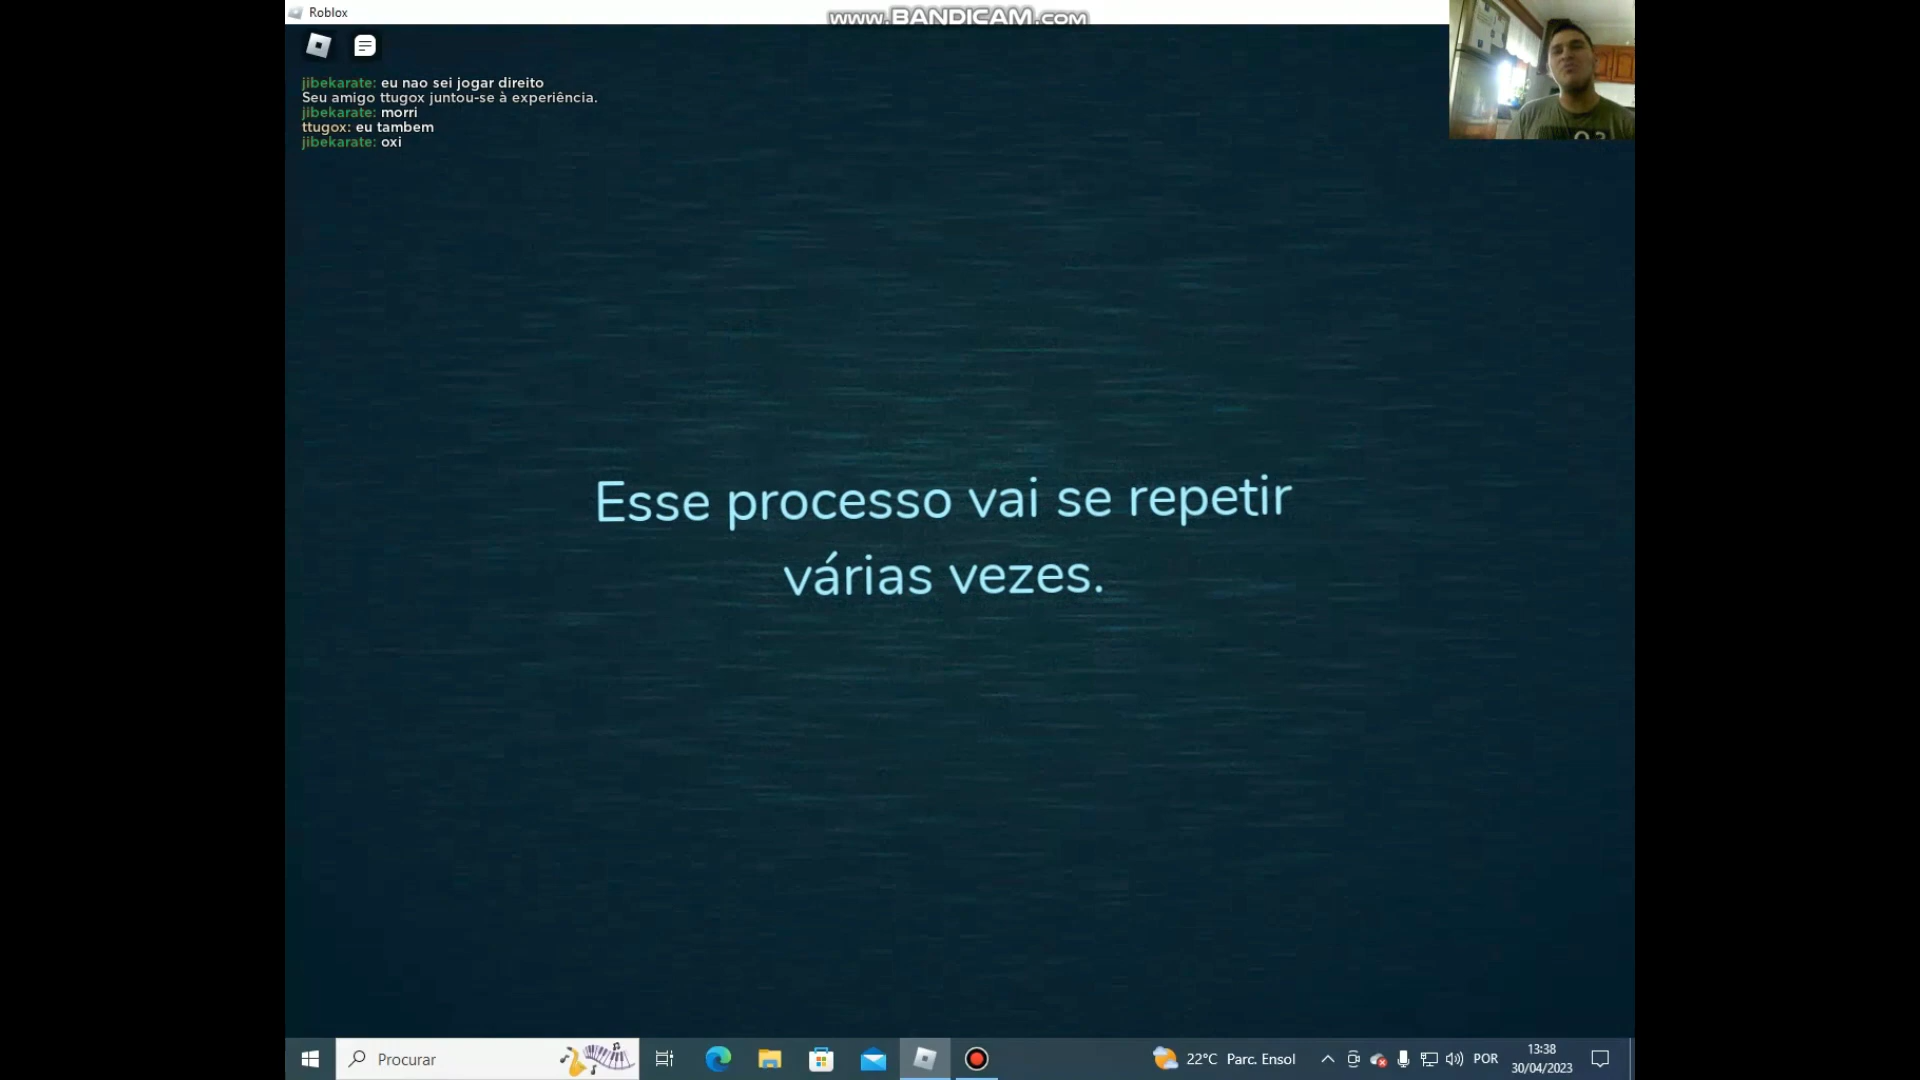 Roblox
www.BANDICAM.com
jibekarate: eu nao sei jogar direito
Seu amigo ttugox juntou-se à experiência.
jibekarate: morri
ttugox: eu tambem
jibekarate: oxi
Esse processo vai se repetir
várias vezes.
Procurar
22°C Parc. Ensol
POR
13:38
30/04/2023